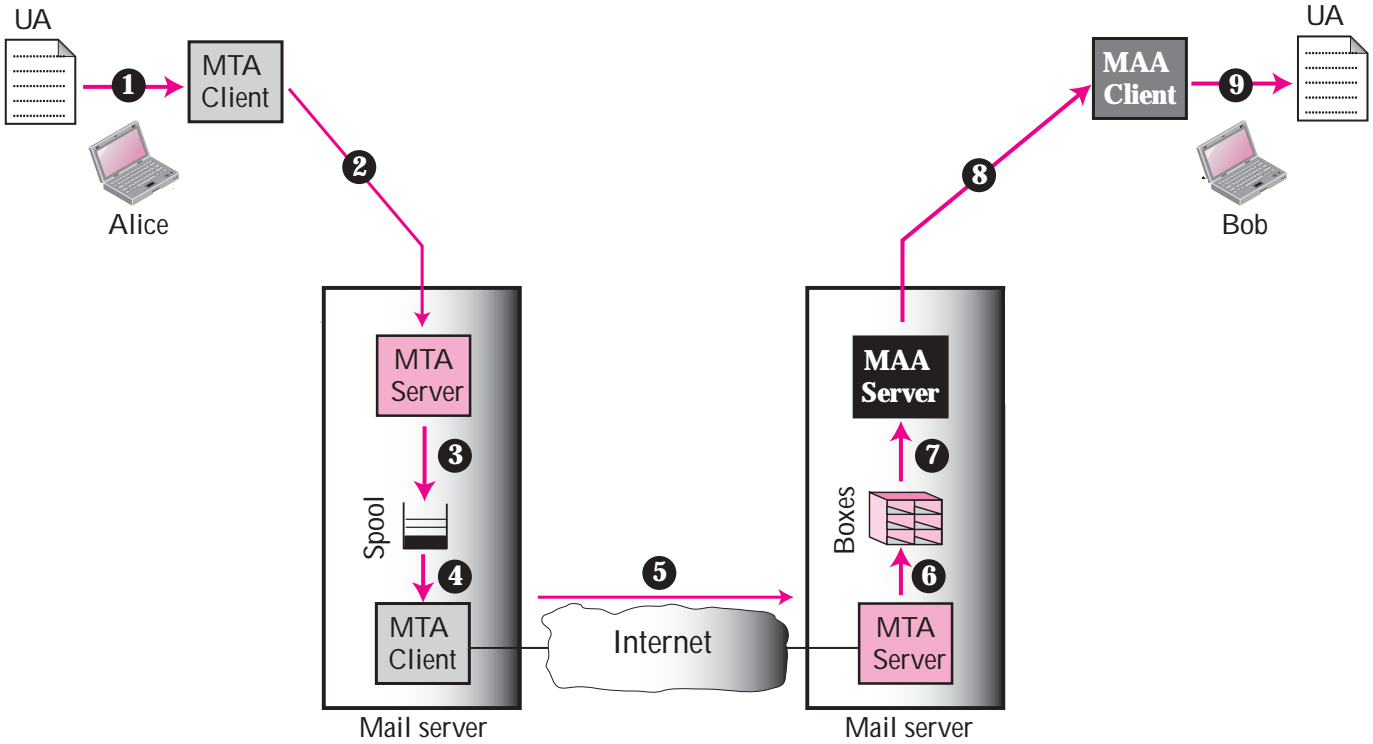 UA
MTA
Client
1
Alice
2
MTA
Server
3
Spool
4
MTA
Client
Mail server
5
Internet
MTA
Server
6
Boxes
7
MAA
Server
Mail server
8
MAA
Client
9
UA
Bob